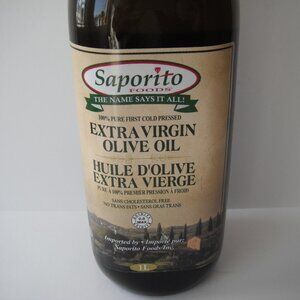 Saporito
FOODS
THE NAME SAYS IT ALL!
100% PURE FIRST COLD PRESSED
EXTRA VIRGIN
OLIVE OIL
HUILE D'OLIVE
EXTRA VIERGE
PURE À 100% PREMIER PRESSION À FROID
SANS CHOLESTEROL FREE
NO TRANS FATS • SANS GRAS TRANS
Imported by • Importé par:
Saporito Foods Inc.
1 L